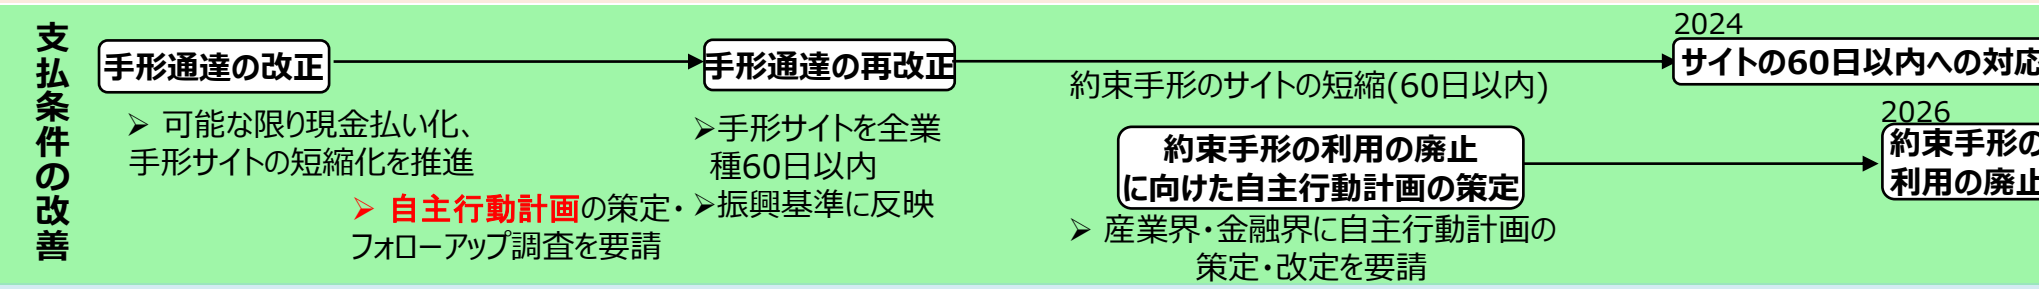 支払条件の改善
手形通達の改正
➢ 可能な限り現金払い化、
手形サイトの短縮化を推進
➢ 自主行動計画の策定・
フォローアップ調査を要請
手形通達の再改正
➢手形サイトを全業
種60日以内
➢振興基準に反映
約束手形のサイトの短縮(60日以内)
約束手形の利用の廃止
に向けた自主行動計画の策定
➢ 産業界・金融界に自主行動計画の
策定・改定を要請
2024
サイトの60日以内への対応
2026
約束手形の
利用の廃止